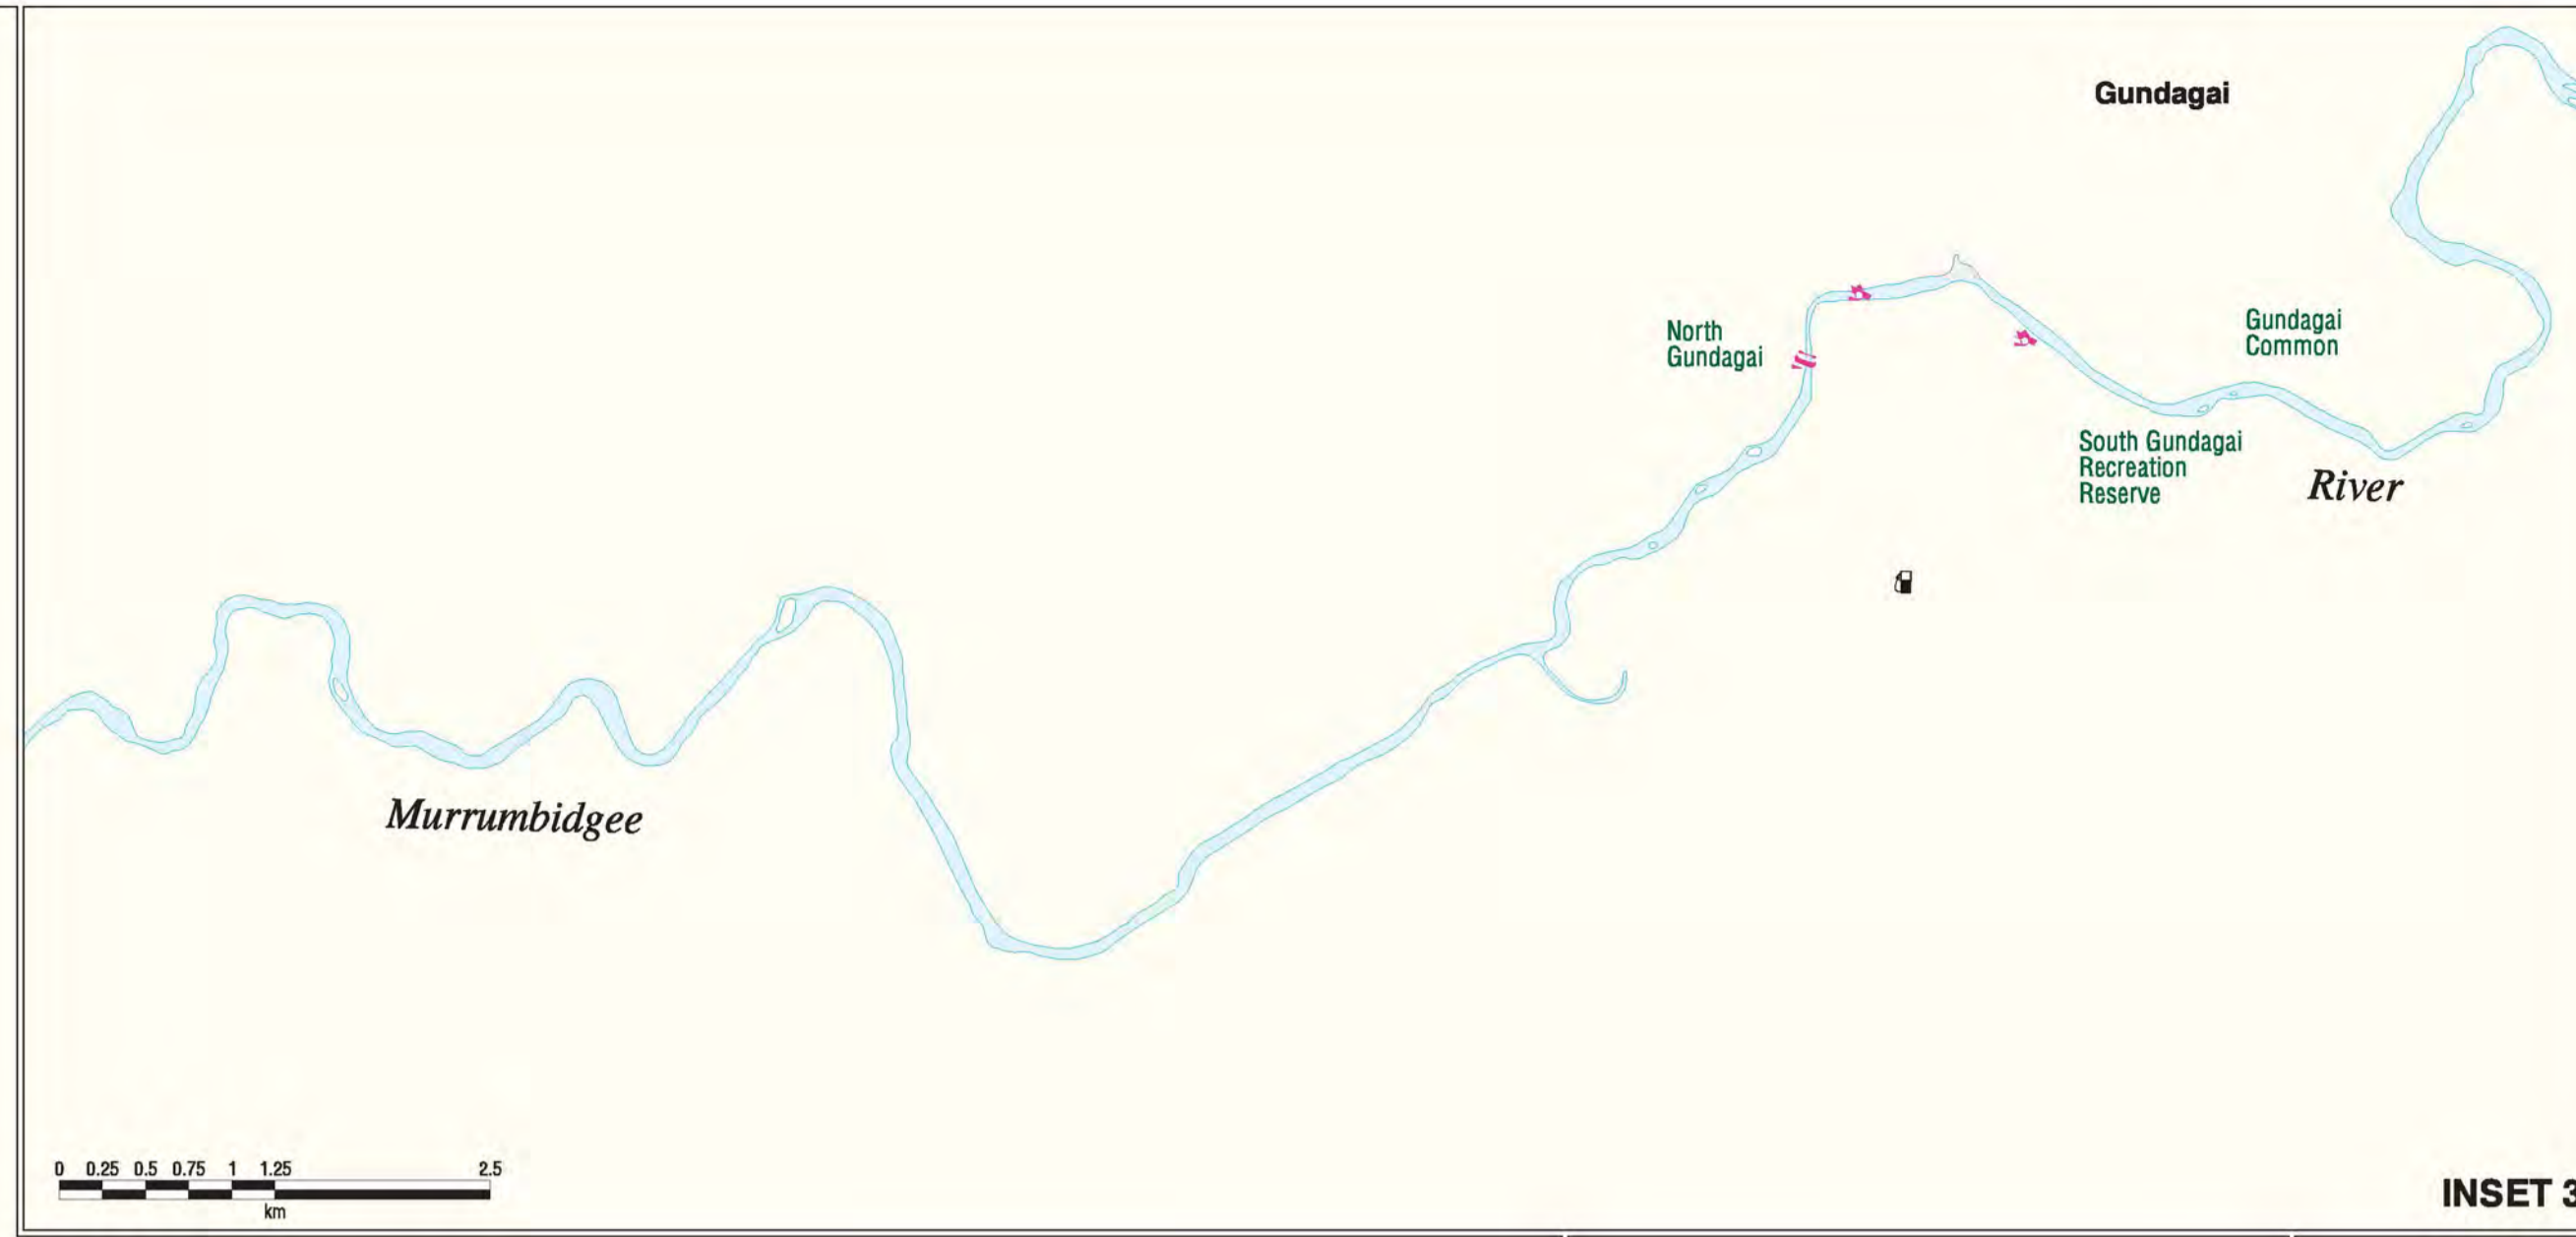 Gundagai
North
Gundagai
Gundagai
Common
South Gundagai
Recreation
Reserve
River
Murrumbidgee
0 0.25 0.5 0.75 1 1.25 2.5
km
INSET 3